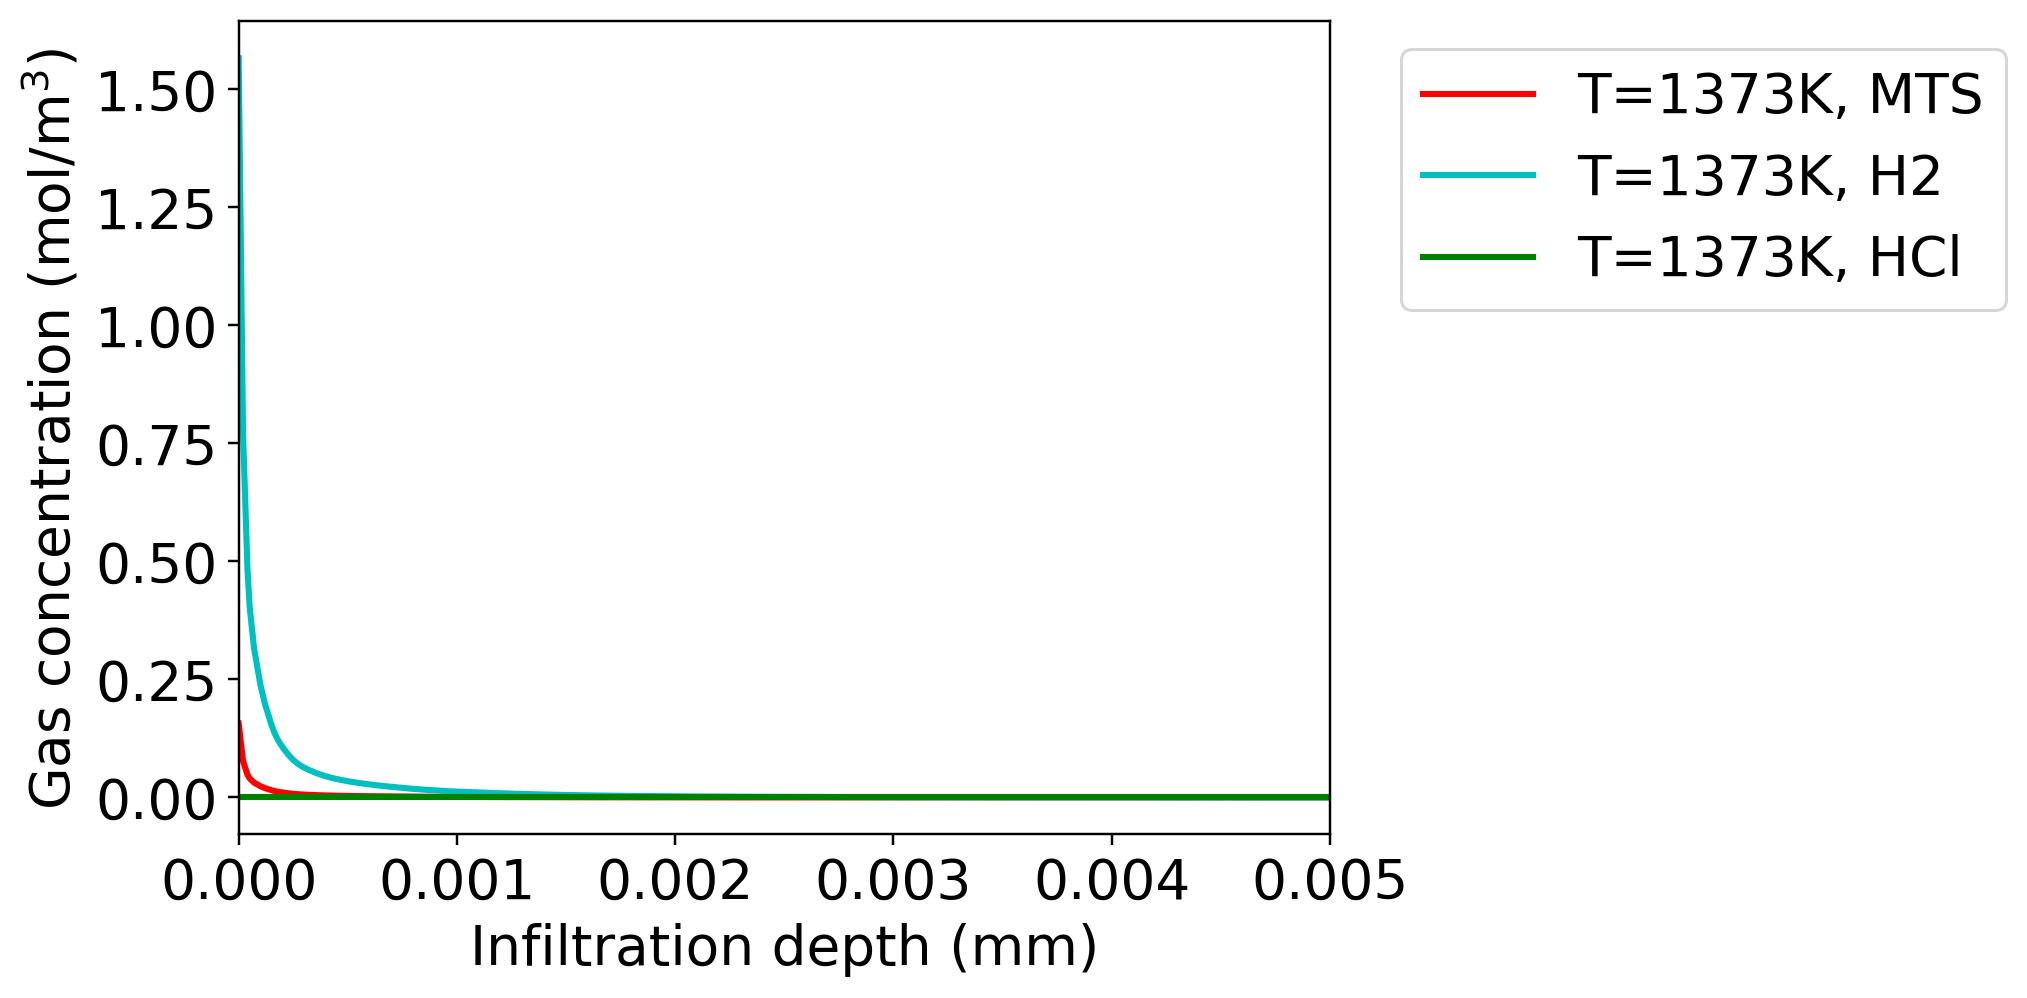 Gas concentration (mol/m³)
1.50
1.25
1.00
0.75
0.50
0.25
0.00
0.000 0.001 0.002 0.003 0.004 0.005
Infiltration depth (mm)
T=1373K, MTS
T=1373K, H2
T=1373K, HCl